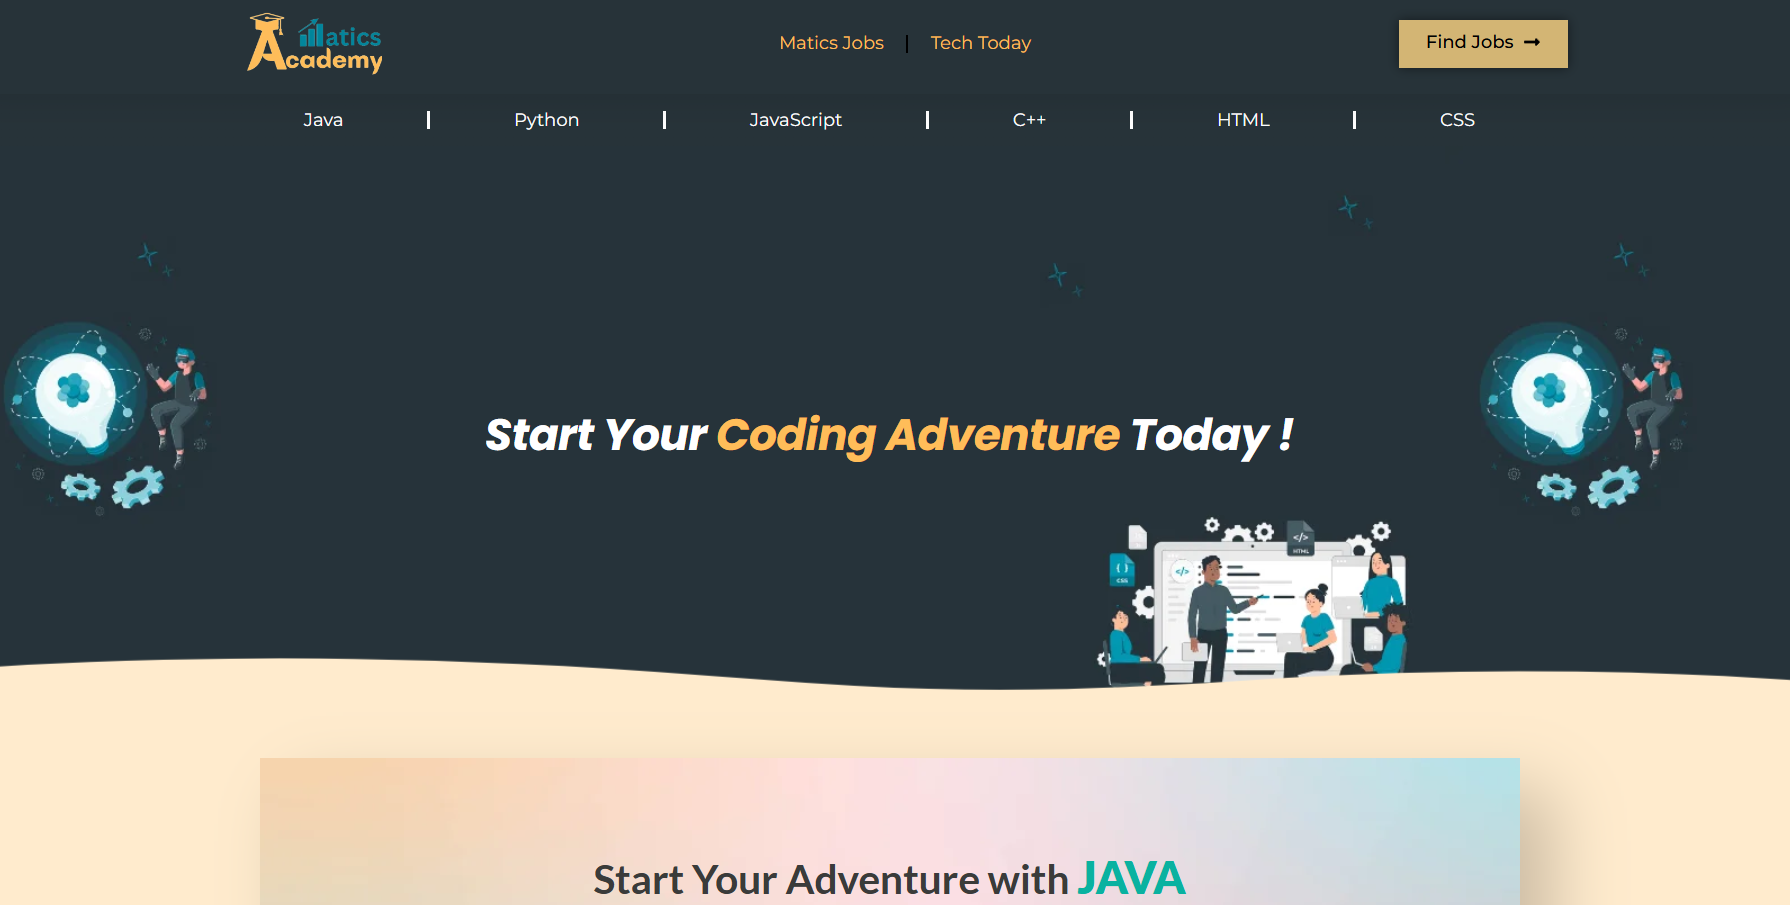 Matics
Academy
Matics Jobs | Tech Today
Find Jobs
Java | Python | JavaScript | C++ | HTML | CSS
Start Your Coding Adventure Today !
</>
HTML
{ }
CSS
</>
Start Your Adventure with JAVA